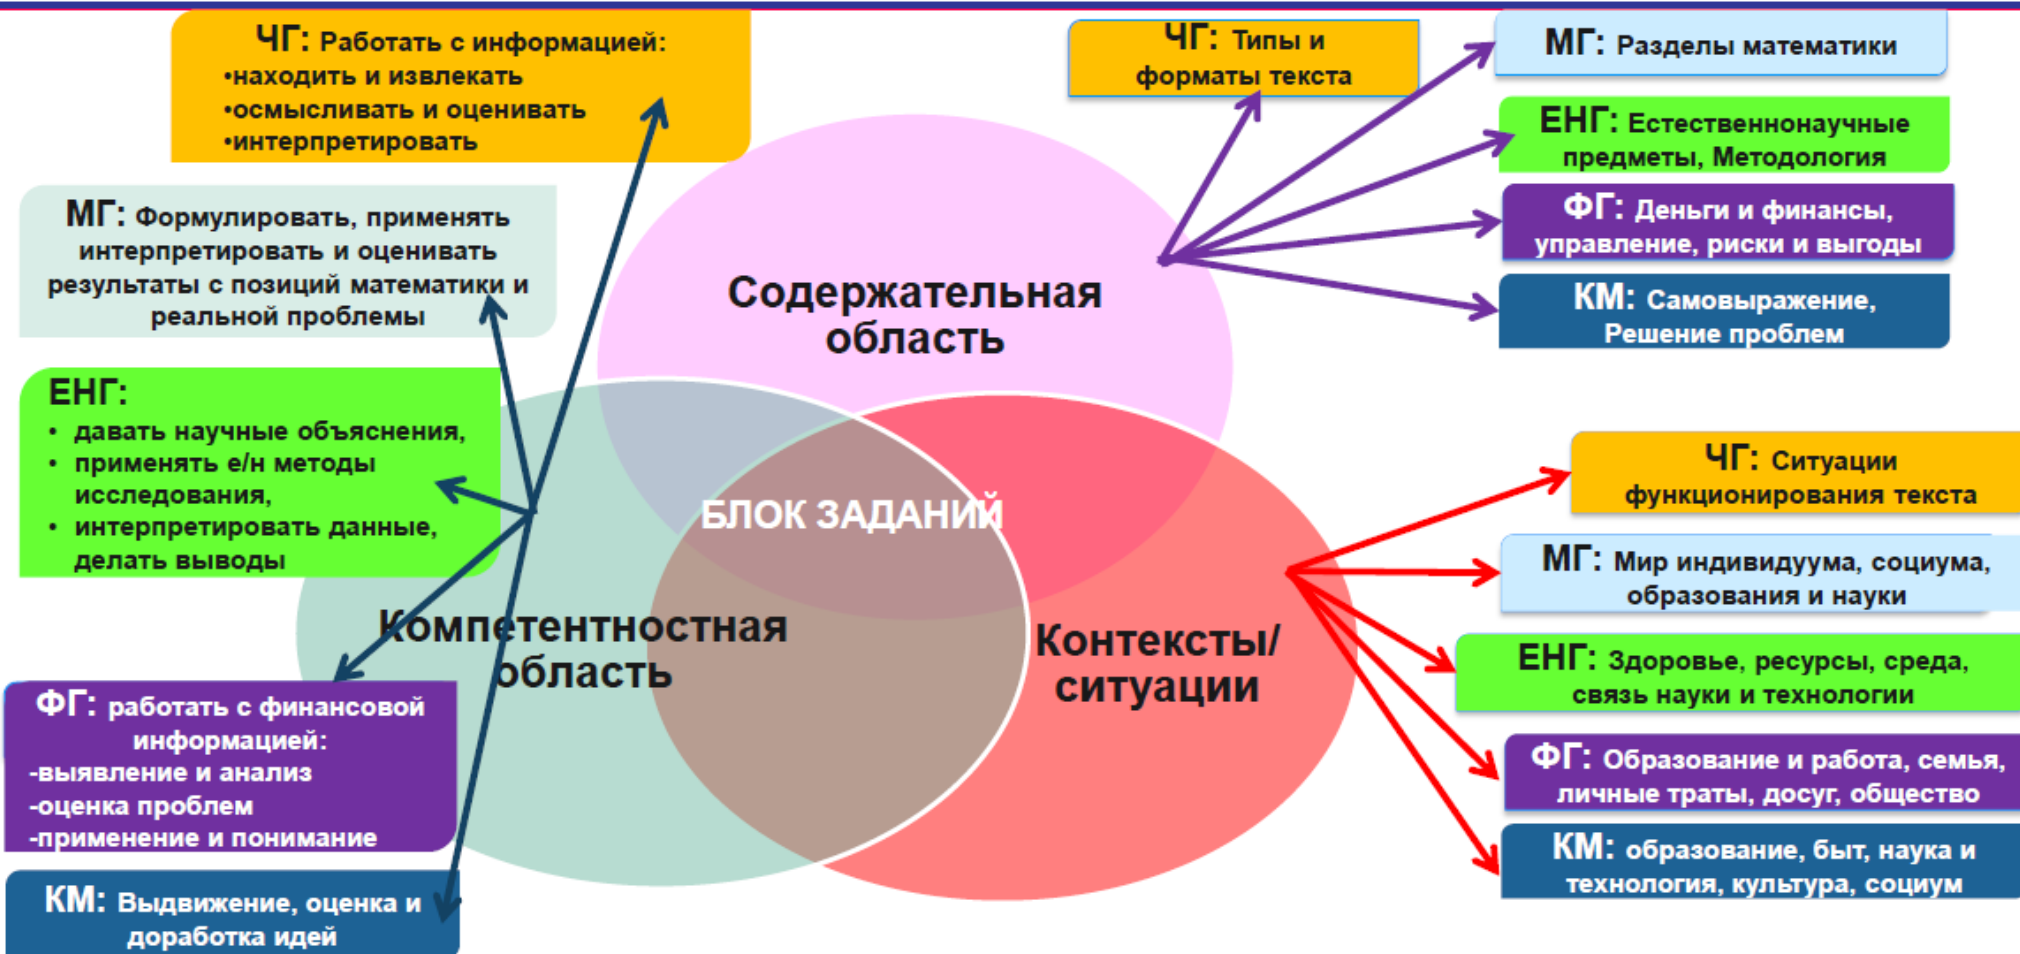 ЧГ: Работать с информацией:
•находить и извлекать
•осмысливать и оценивать
•интерпретировать
МГ: Формулировать, применять
интерпретировать и оценивать
результаты с позиций математики и
реальной проблемы
ЕНГ:
• давать научные объяснения,
• применять е/н методы
исследования,
• интерпретировать данные,
делать выводы
ФГ: работать с финансовой
информацией:
-выявление и анализ
-оценка проблем
-применение и понимание
КМ: Выдвижение, оценка и
доработка идей
Содержательная
область
БЛОК ЗАДАНИЙ
Компетентностная
область
Контексты/
ситуации
ЧГ: Типы и
форматы текста
МГ: Разделы математики
ЕНГ: Естественнонаучные
предметы, Методология
ФГ: Деньги и финансы,
управление, риски и выгоды
КМ: Самовыражение,
Решение проблем
ЧГ: Ситуации
функционирования текста
МГ: Мир индивидуума, социума,
образования и науки
ЕНГ: Здоровье, ресурсы, среда,
связь науки и технологии
ФГ: Образование и работа, семья,
личные траты, досуг, общество
КМ: образование, быт, наука и
технология, культура, социум